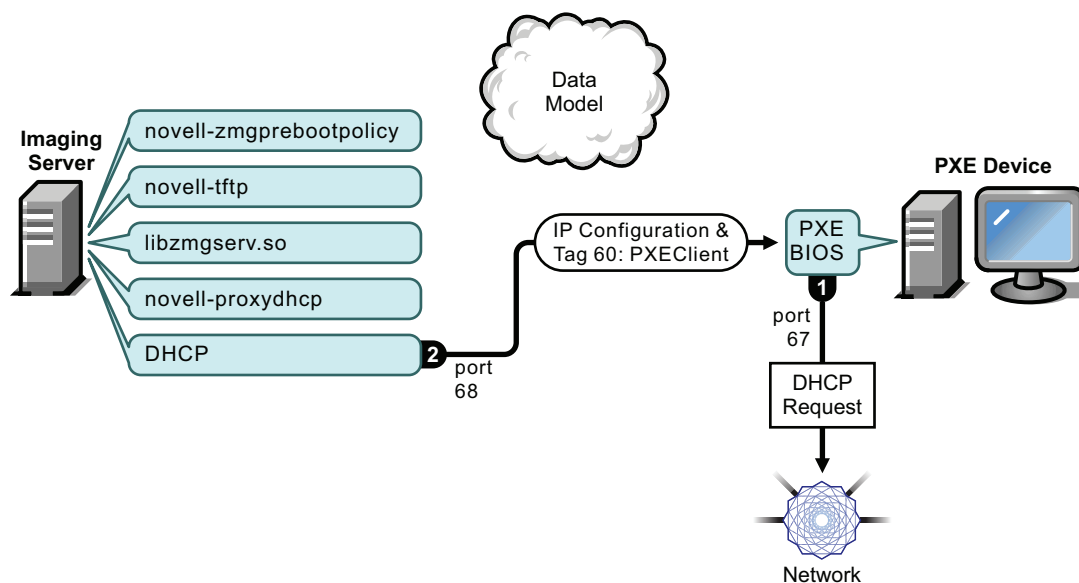 Data
Model
Imaging
Server
novell-zmgprebootpolicy
novell-tftp
libzmgserv.so
novell-proxydhcp
DHCP
2
port
68
IP Configuration &
Tag 60: PXEClient
PXE
BIOS
PXE Device
1
port
67
DHCP
Request
Network